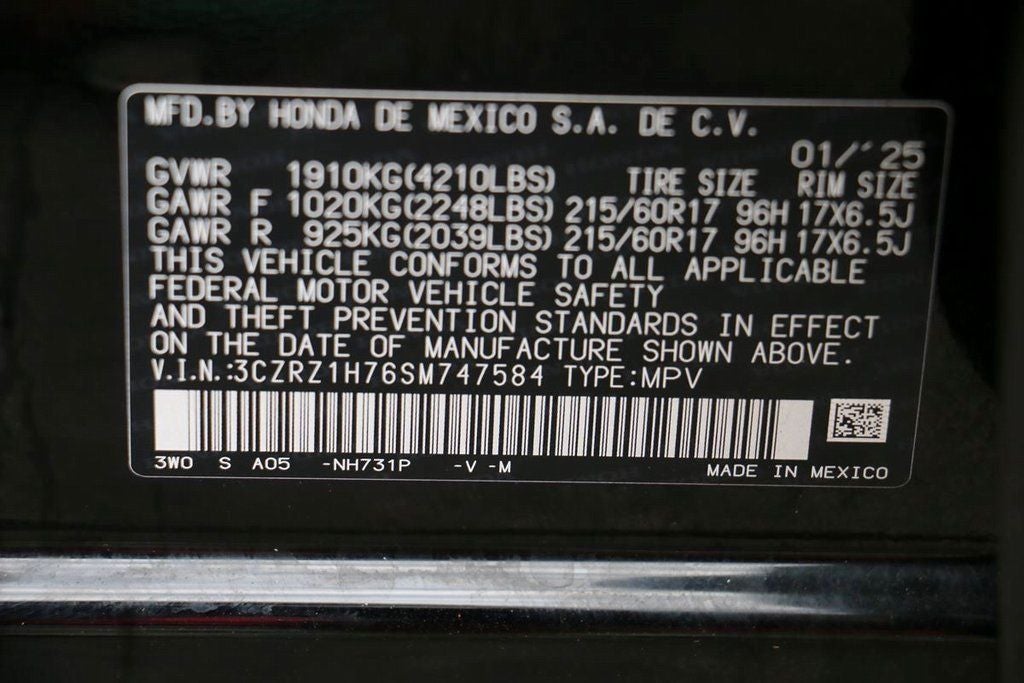 MFD.BY HONDA DE MEXICO S.A. DE C.V.
01/'25
GVWR 1910KG(4210LBS) TIRE SIZE RIM SIZE
GAWR F 1020KG(2248LBS) 215/60R17 96H 17X6.5J
GAWR R 925KG(2039LBS) 215/60R17 96H 17X6.5J
THIS VEHICLE CONFORMS TO ALL APPLICABLE
FEDERAL MOTOR VEHICLE SAFETY
AND THEFT PREVENTION STANDARDS IN EFFECT
ON THE DATE OF MANUFACTURE SHOWN ABOVE.
V.I.N.:3CZRZ1H76SM747584 TYPE:MPV
3W0 S A05 -NH731P -V -M MADE IN MEXICO